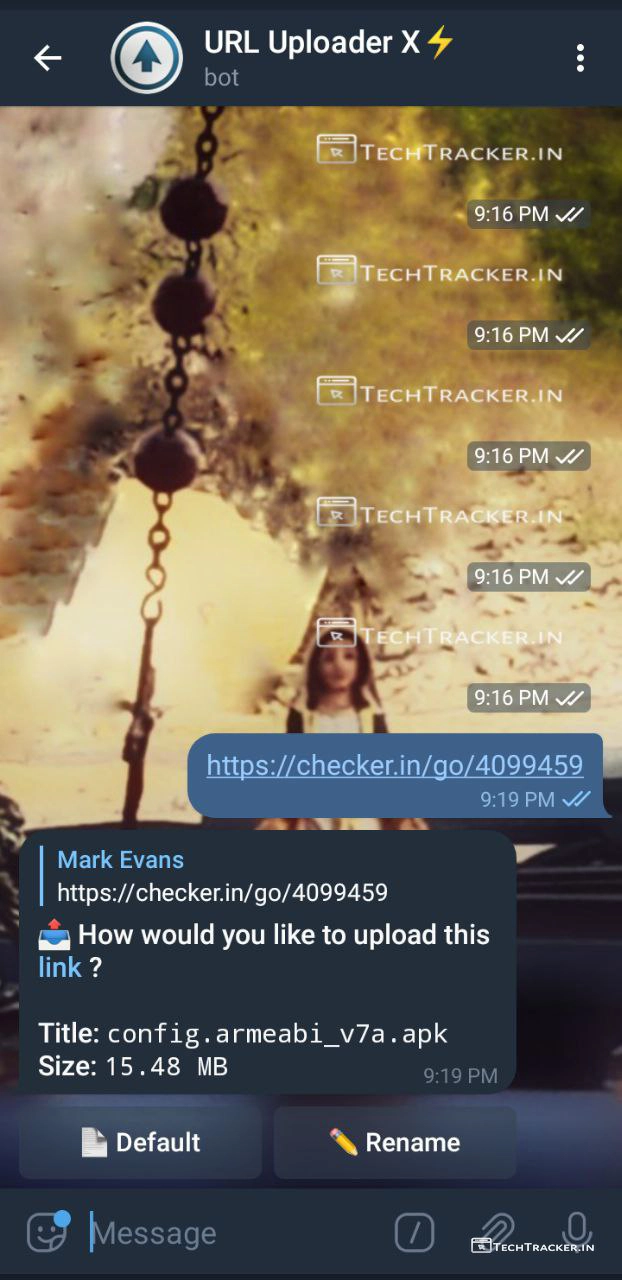 URL Uploader X⚡
bot
TECHTRACKER.IN
9:16 PM
TECHTRACKER.IN
9:16 PM
TECHTRACKER.IN
9:16 PM
TECHTRACKER.IN
9:16 PM
TECHTRACKER.IN
9:16 PM
https://checker.in/go/4099459
9:19 PM
Mark Evans
https://checker.in/go/4099459
📤 How would you like to upload this
link ?
Title: config.armeabi_v7a.apk
Size: 15.48 MB
9:19 PM
📄 Default
✏️ Rename
Message
/
TECHTRACKER.IN